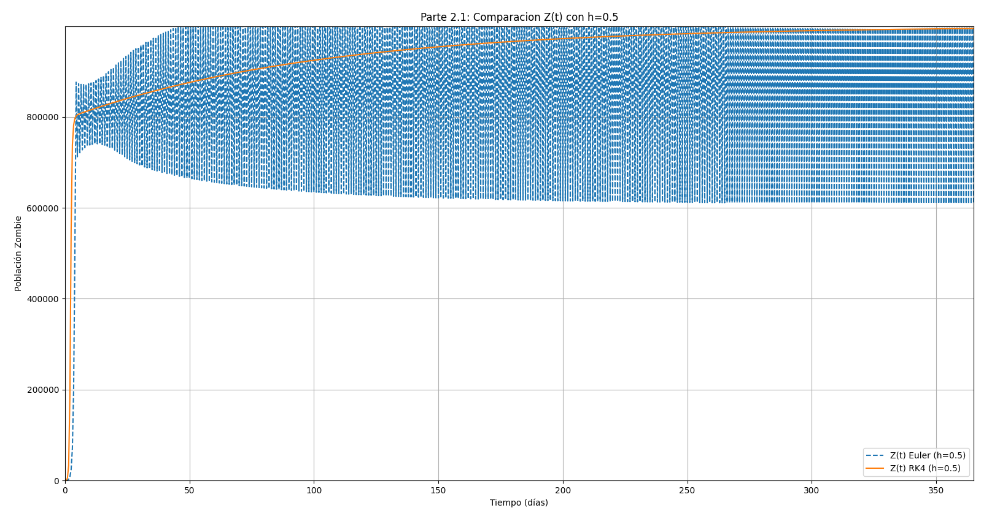 Parte 2.1: Comparacion Z(t) con h=0.5
Población Zombie
800000
600000
400000
200000
0
0 50 100 150 200 250 300 350
Tiempo (días)
Z(t) Euler (h=0.5)
Z(t) RK4 (h=0.5)